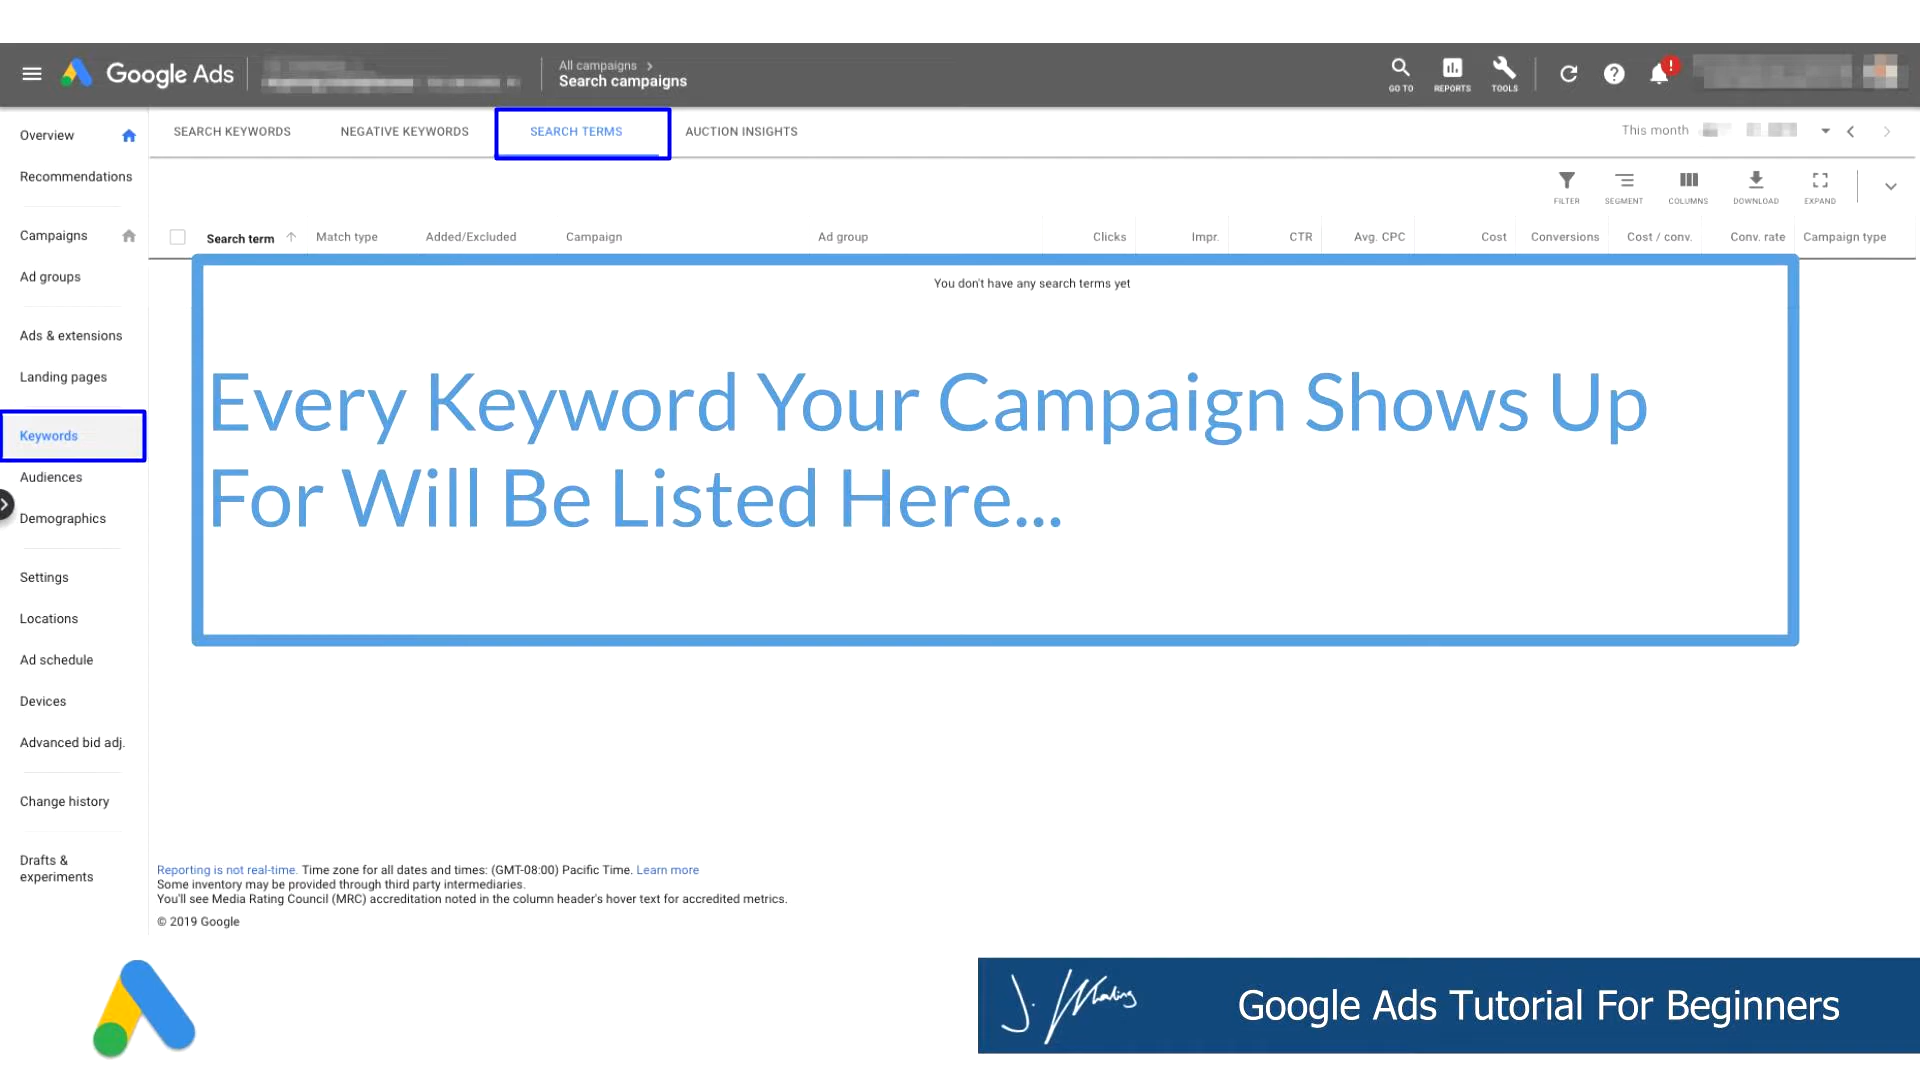 Google Ads
All campaigns >
Search campaigns
GO TO
REPORTS
TOOLS
!
Overview
Recommendations
Campaigns
Ad groups
Ads & extensions
Landing pages
Keywords
Audiences
Demographics
Settings
Locations
Ad schedule
Devices
Advanced bid adj.
Change history
Drafts &
experiments
SEARCH KEYWORDS NEGATIVE KEYWORDS SEARCH TERMS AUCTION INSIGHTS
This month
FILTER SEGMENT COLUMNS DOWNLOAD EXPAND
Search term Match type Added/Excluded Campaign Ad group Clicks Impr. CTR Avg. CPC Cost Conversions Cost / conv. Conv. rate Campaign type
You don't have any search terms yet
Every Keyword Your Campaign Shows Up
For Will Be Listed Here...
Reporting is not real-time. Time zone for all dates and times: (GMT-08:00) Pacific Time. Learn more
Some inventory may be provided through third party intermediaries.
You'll see Media Rating Council (MRC) accreditation noted in the column header's hover text for accredited metrics.
© 2019 Google
Google Ads Tutorial For Beginners